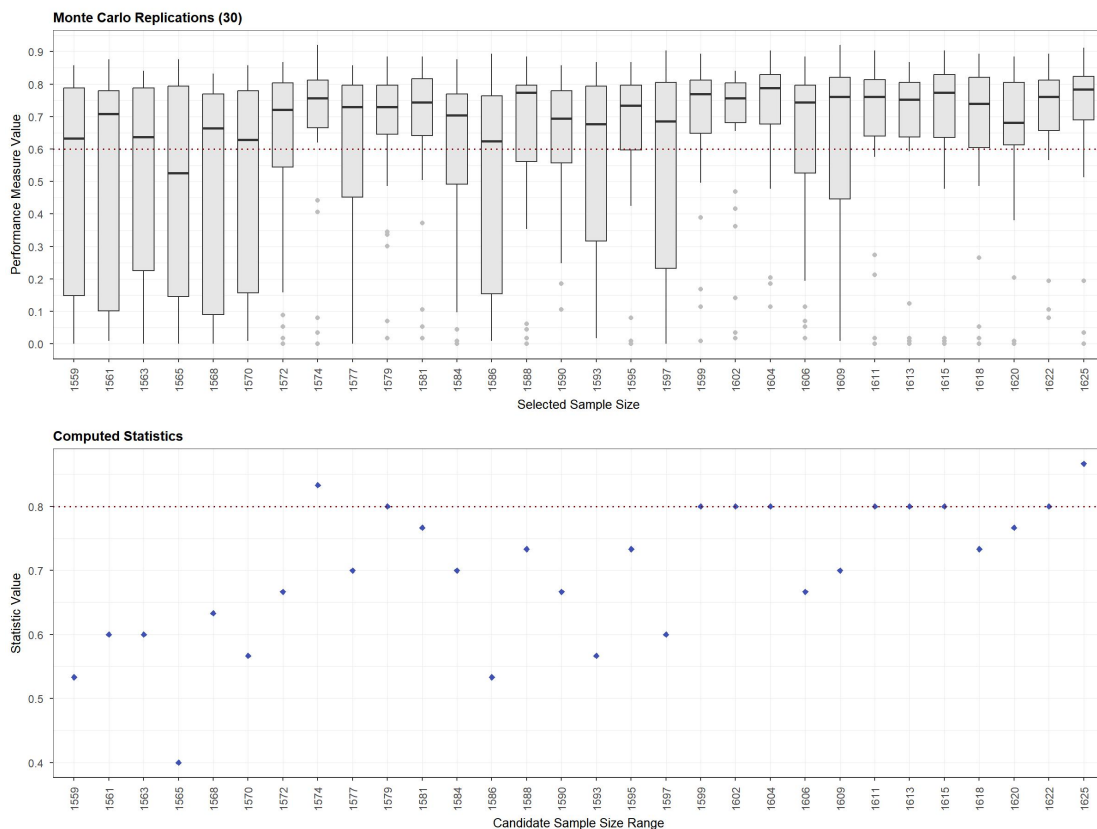 Monte Carlo Replications (30)
Performance Measure Value
0.9
0.8
0.7
0.6
0.5
0.4
0.3
0.2
0.1
0.0
1559 1561 1563 1565 1568 1570 1572 1574 1577 1579 1581 1584 1586 1588 1590 1593 1595 1597 1599 1602 1604 1606 1609 1611 1613 1615 1618 1620 1622 1625
Selected Sample Size
Computed Statistics
Statistic Value
0.8
0.7
0.6
0.5
0.4
1559 1561 1563 1565 1568 1570 1572 1574 1577 1579 1581 1584 1586 1588 1590 1593 1595 1597 1599 1602 1604 1606 1609 1611 1613 1615 1618 1620 1622 1625
Candidate Sample Size Range